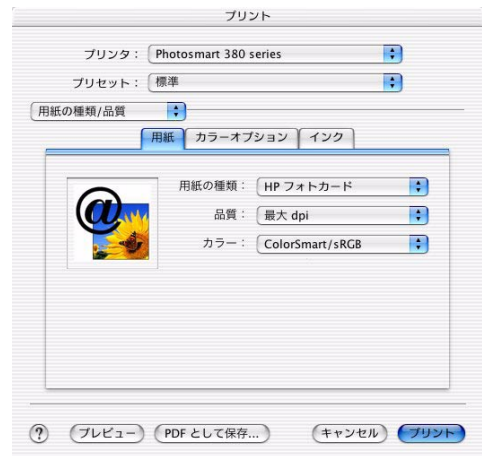 プリント
プリンタ： Photosmart 380 series
プリセット： 標準
用紙の種類/品質
用紙 カラーオプション インク
@
用紙の種類： HP フォトカード
品質： 最大 dpi
カラー： ColorSmart/sRGB
? プレビュー PDF として保存... キャンセル プリント